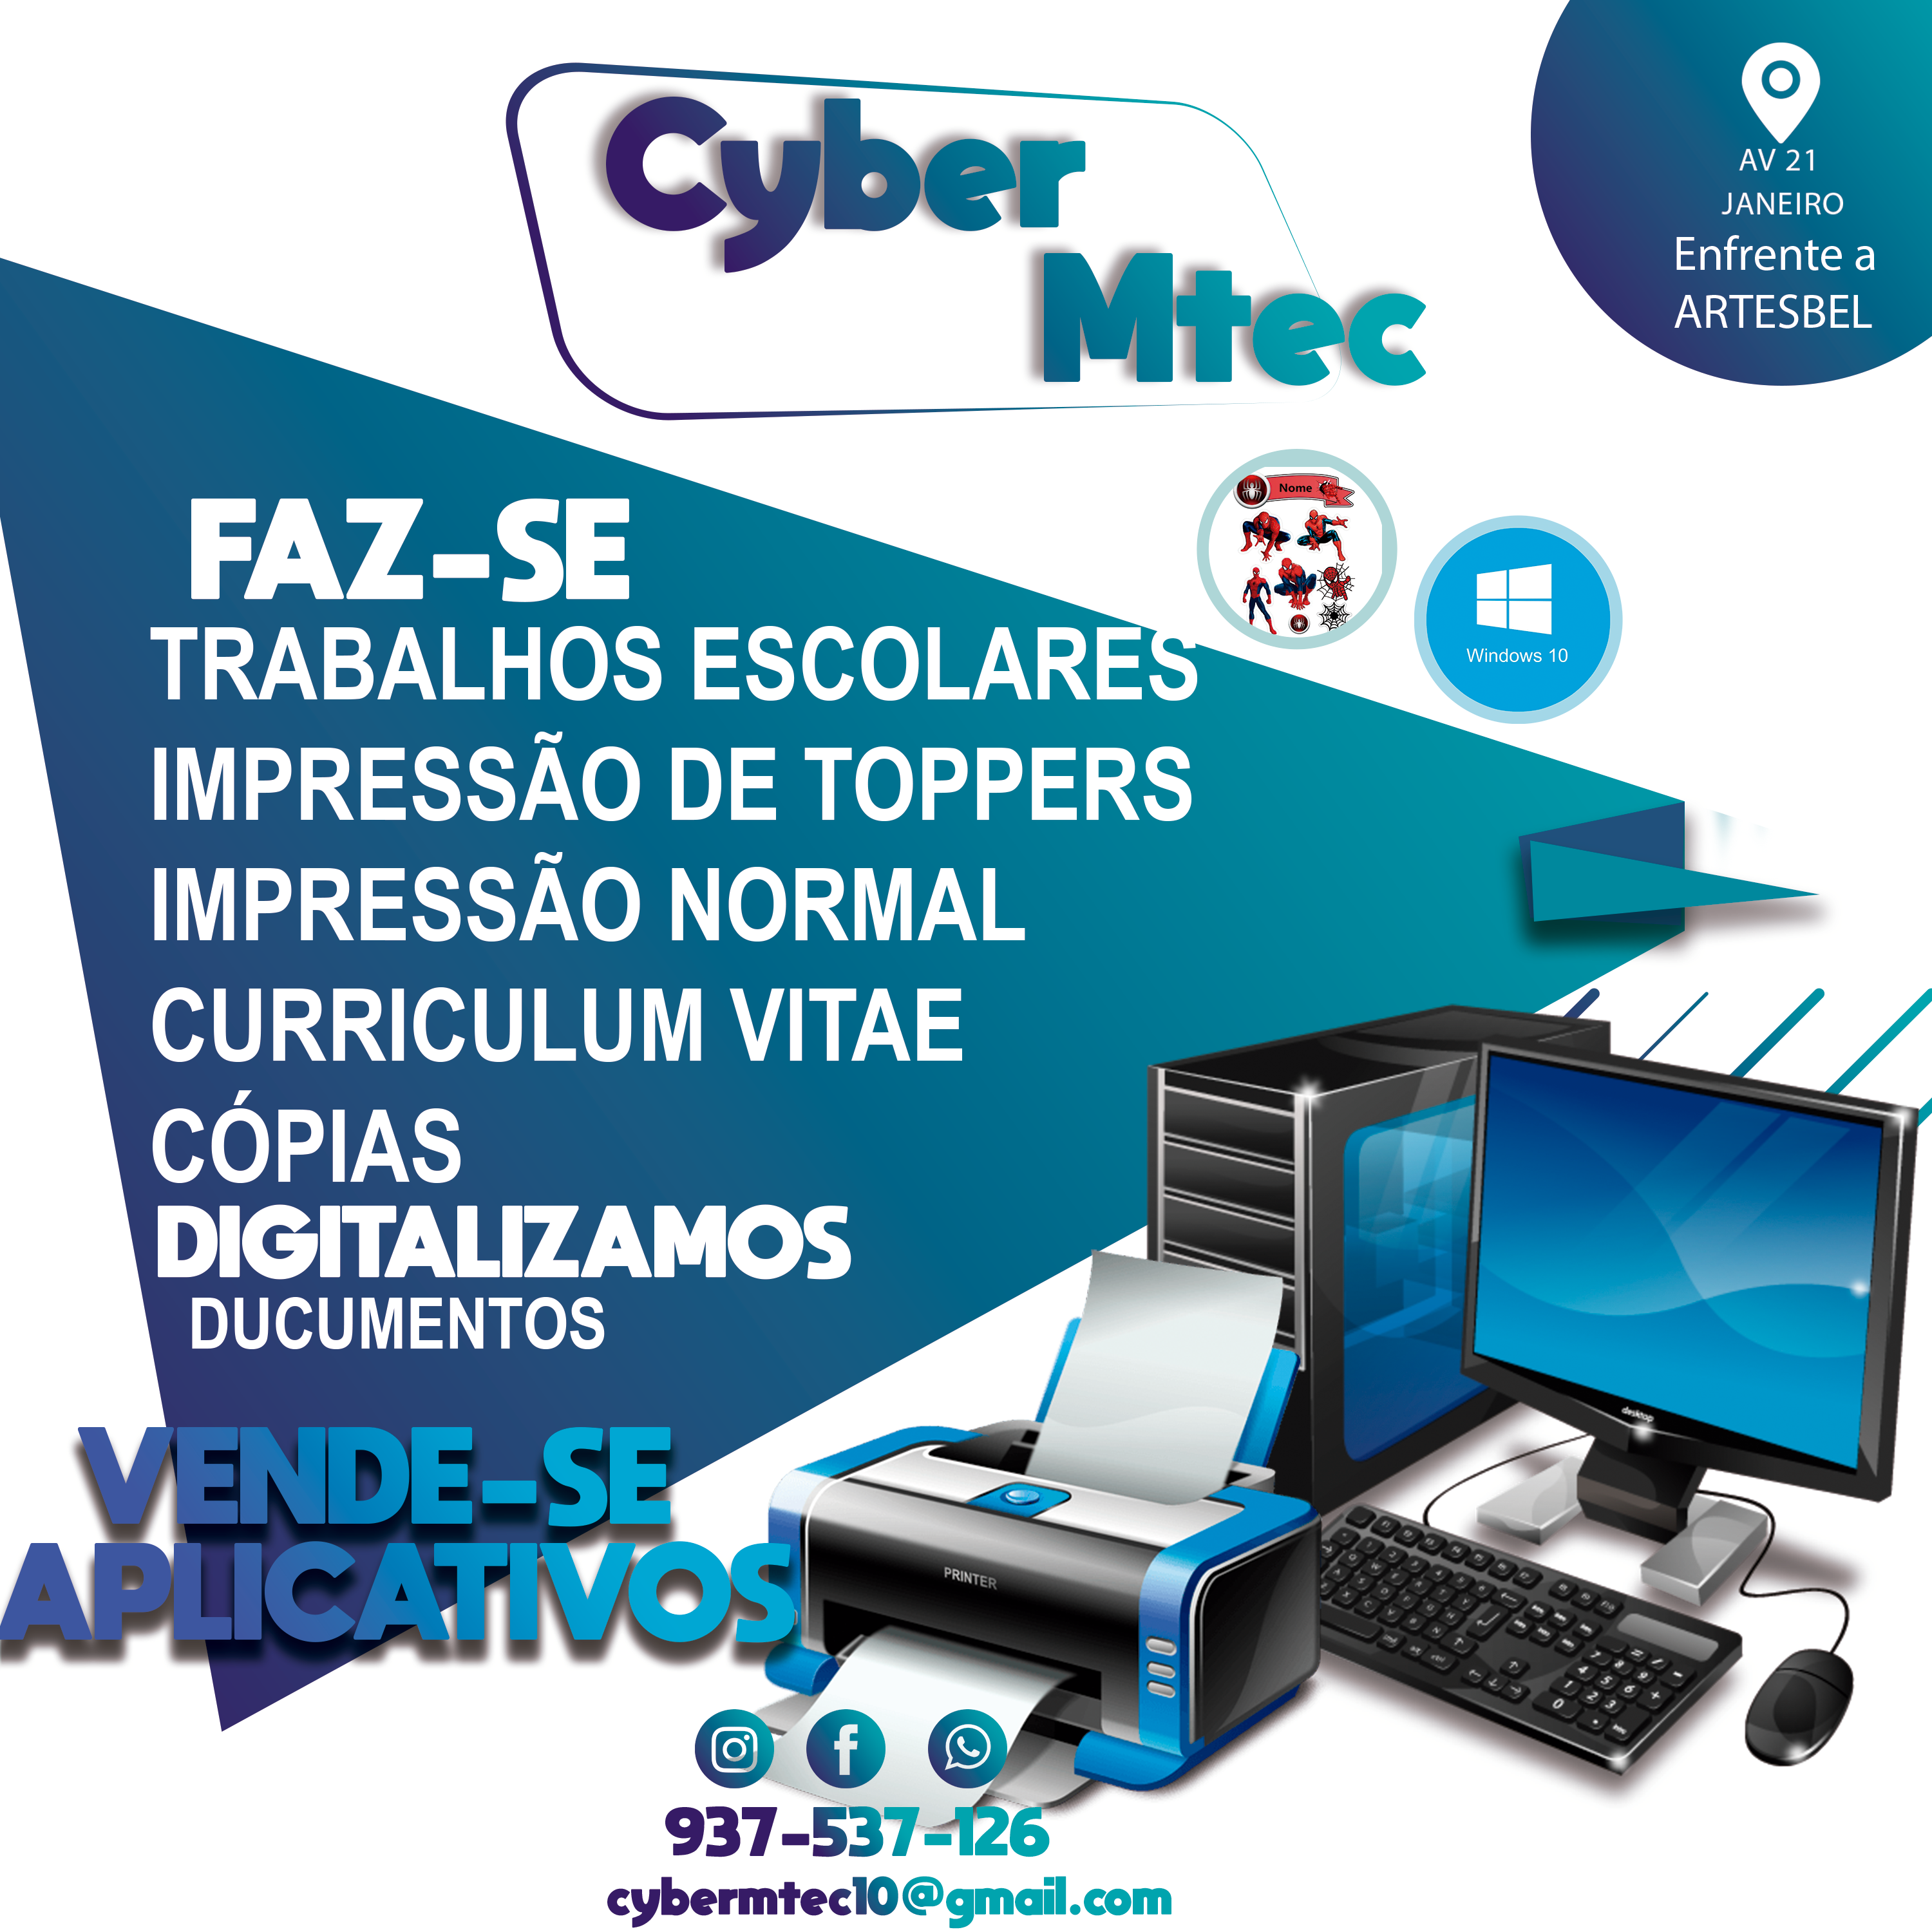 Cyber
Mtec
AV 21
JANEIRO
Enfrente a
ARTESBEL
Nome
Windows 10
FAZ-SE
TRABALHOS ESCOLARES
IMPRESSÃO DE TOPPERS
IMPRESSÃO NORMAL
CURRICULUM VITAE
CÓPIAS
DIGITALIZAMOS
DUCUMENTOS
VENDE-SE
APLICATIVOS
desktop
PRINTER
937-537-126
cybermtec10@gmail.com